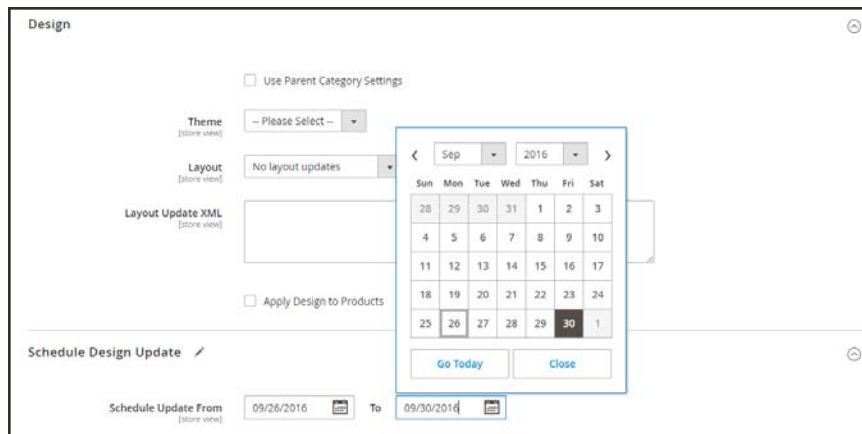 Design
Use Parent Category Settings
Theme
[store view]
-- Please Select --
Layout
[store view]
No layout updates
Layout Update XML
[store view]
Apply Design to Products
Sep 2016
Sun Mon Tue Wed Thu Fri Sat
28 29 30 31 1 2 3
4 5 6 7 8 9 10
11 12 13 14 15 16 17
18 19 20 21 22 23 24
25 26 27 28 29 30 1
Go Today Close
Schedule Design Update
Schedule Update From 09/26/2016 To 09/30/2016
[store view]